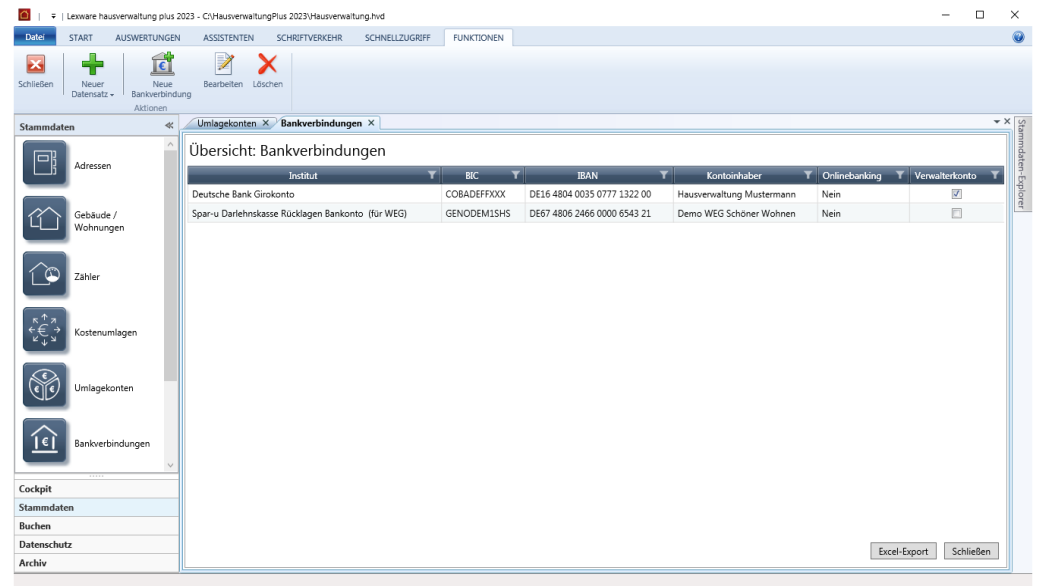 Lexware hausverwaltung plus 2023 - C:\HausverwaltungPlus 2023\Hausverwaltung.hvd
Datei START AUSWERTUNGEN ASSISTENTEN SCHRIFTVERKEHR SCHNELLZUGRIFF FUNKTIONEN
Schließen Neuer Datensatz Neue Bankverbindung Bearbeiten Löschen
Aktionen
Stammdaten
Umlagekonten Bankverbindungen
Stammdaten-Explorer
Adressen
Gebäude /
Wohnungen
Zähler
Kostenumlagen
Umlagekonten
Bankverbindungen
Cockpit
Stammdaten
Buchen
Datenschutz
Archiv
Übersicht: Bankverbindungen
Institut BIC IBAN Kontoinhaber Onlinebanking Verwalterkonto
Deutsche Bank Girokonto COBADEFFXXX DE16 4804 0035 0777 1322 00 Hausverwaltung Mustermann Nein
Spar-u Darlehnskasse Rücklagen Bankonto (für WEG) GENODEM1SHS DE67 4806 2466 0000 6543 21 Demo WEG Schöner Wohnen Nein
Excel-Export Schließen